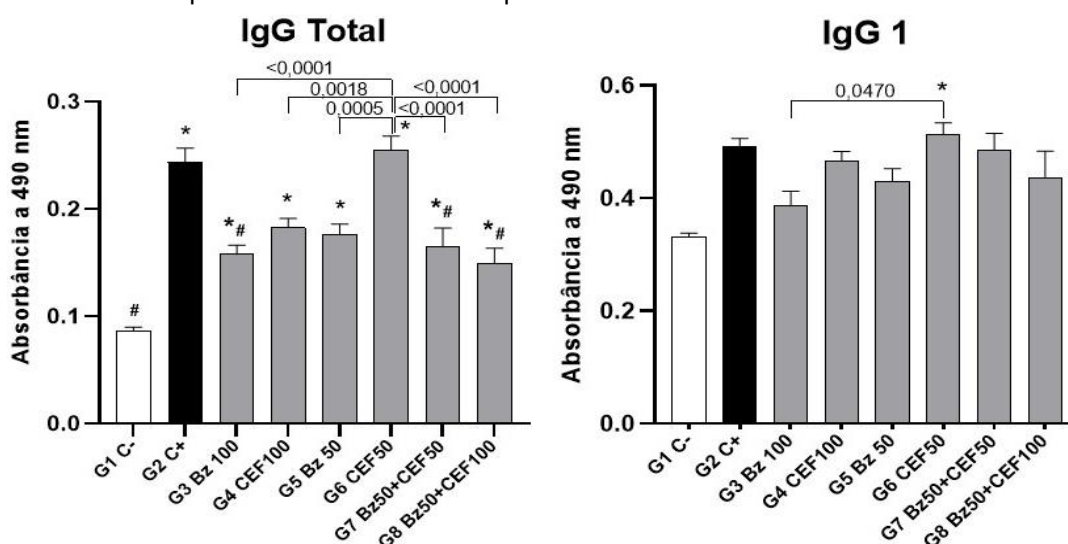 IgG Total
<0,0001
0,0018
<0,0001
0,0005
<0,0001
Absorbância a 490 nm
0.3
0.2
0.1
0.0
#
*
*#
*
*
*
*#
*#
G1 C-
G2 C+
G3 Bz 100
G4 CEF100
G5 Bz 50
G6 CEF50
G7 Bz50+CEF50
G8 Bz50+CEF100
IgG 1
0,0470
*
Absorbância a 490 nm
0.6
0.4
0.2
0.0
G1 C-
G2 C+
G3 Bz 100
G4 CEF100
G5 Bz 50
G6 CEF50
G7 Bz50+CEF50
G8 Bz50+CEF100